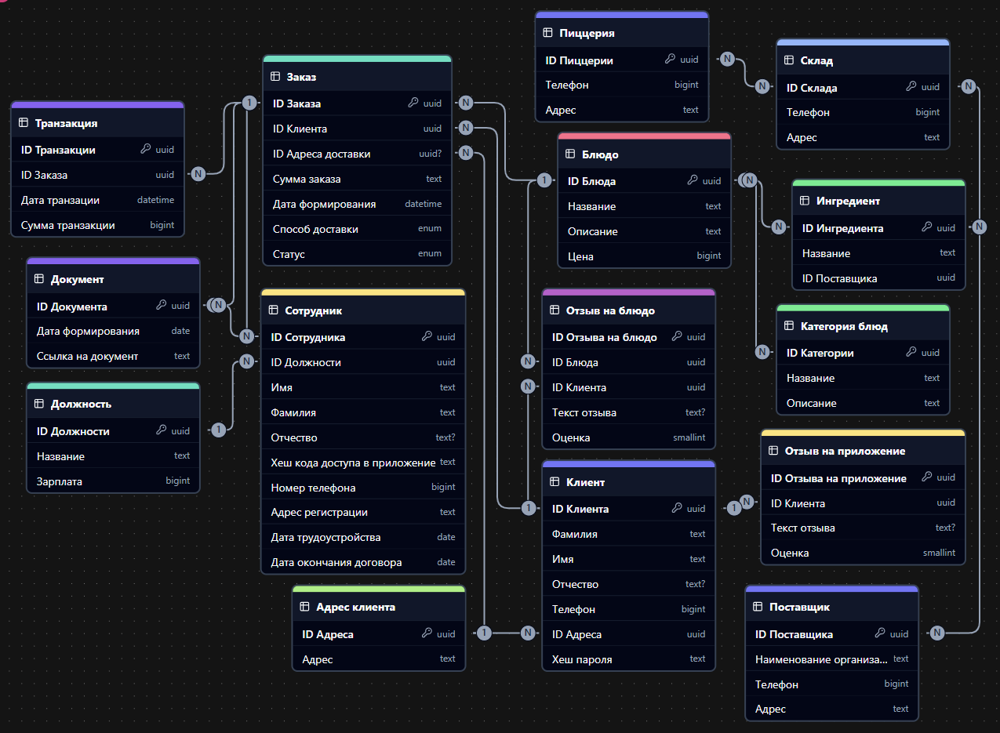 Пиццерия
ID Пиццерии uuid
Телефон bigint
Адрес text
Склад
ID Склада uuid
Телефон bigint
Адрес text
Заказ
ID Заказа uuid
ID Клиента uuid
ID Адреса доставки uuid?
Сумма заказа text
Дата формирования datetime
Способ доставки enum
Статус enum
Транзакция
ID Транзакции uuid
ID Заказа uuid
Дата транзации datetime
Сумма транзакции bigint
Блюдо
ID Блюда uuid
Название text
Описание text
Цена bigint
Ингредиент
ID Ингредиента uuid
Название text
ID Поставщика uuid
Документ
ID Документа uuid
Дата формирования date
Ссылка на документ text
Сотрудник
ID Сотрудника uuid
ID Должности uuid
Имя text
Фамилия text
Отчество text?
Хеш кода доступа в приложение text
Номер телефона bigint
Адрес регистрации text
Дата трудоустройства date
Дата окончания договора date
Отзыв на блюдо
ID Отзыва на блюдо uuid
ID Блюда uuid
ID Клиента uuid
Текст отзыва text?
Оценка smallint
Категория блюд
ID Категории uuid
Название text
Описание text
Должность
ID Должности uuid
Название text
Зарплата bigint
Отзыв на приложение
ID Отзыва на приложение uuid
ID Клиента uuid
Текст отзыва text?
Оценка smallint
Клиент
ID Клиента uuid
Фамилия text
Имя text
Отчество text?
Телефон bigint
ID Адреса uuid
Хеш пароля text
Адрес клиента
ID Адреса uuid
Адрес text
Поставщик
ID Поставщика uuid
Наименование организа... text
Телефон bigint
Адрес text
N
N
N
1
N
N
N
N
1
N
N
N
N
N
N
N
N
1
N
N
1
1
N
1
N
N